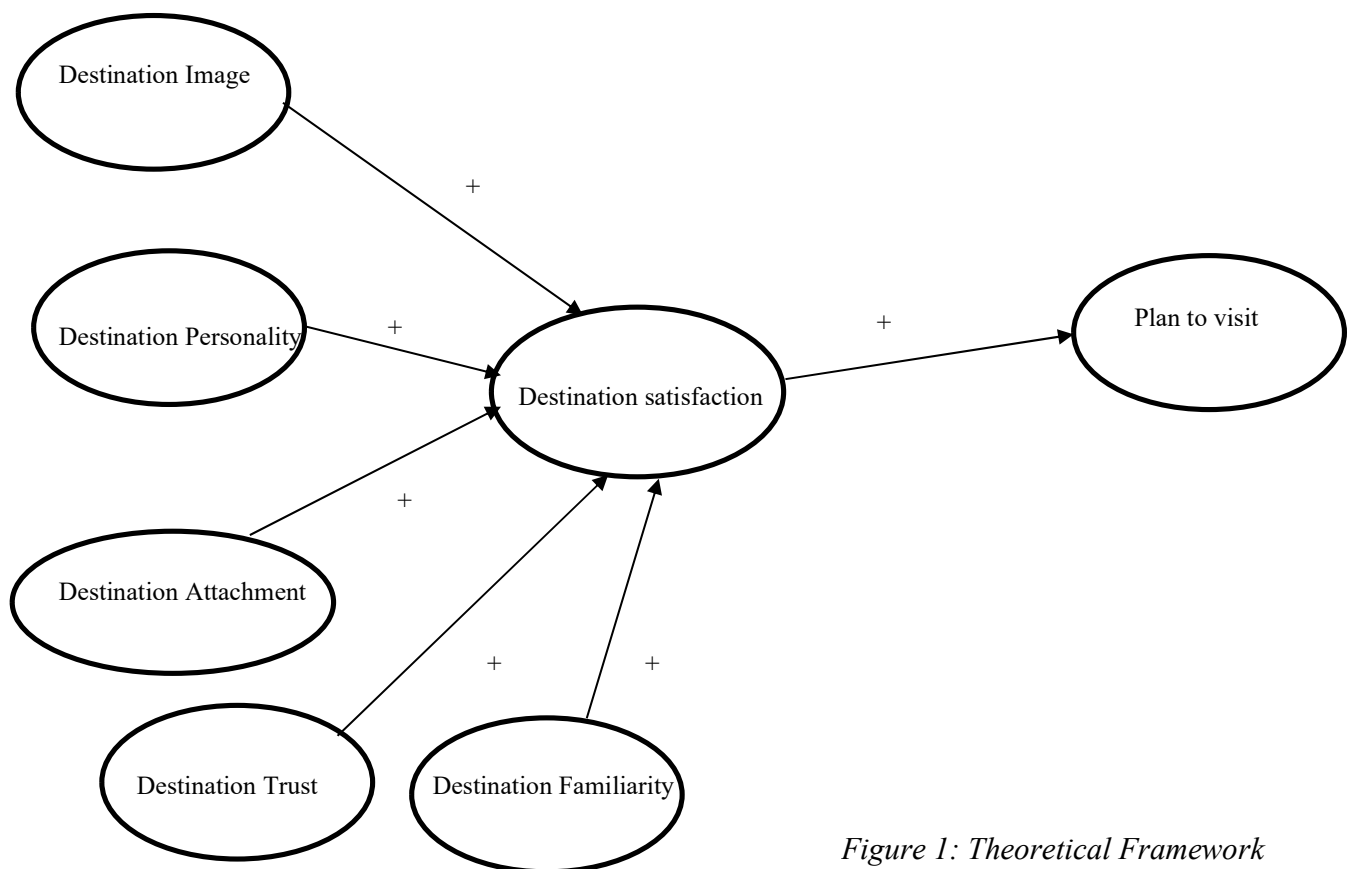 Destination Image
+
Destination Personality
+
Destination satisfaction
+
Plan to visit
+
Destination Attachment
+
+
Destination Trust
Destination Familiarity
Figure 1: Theoretical Framework